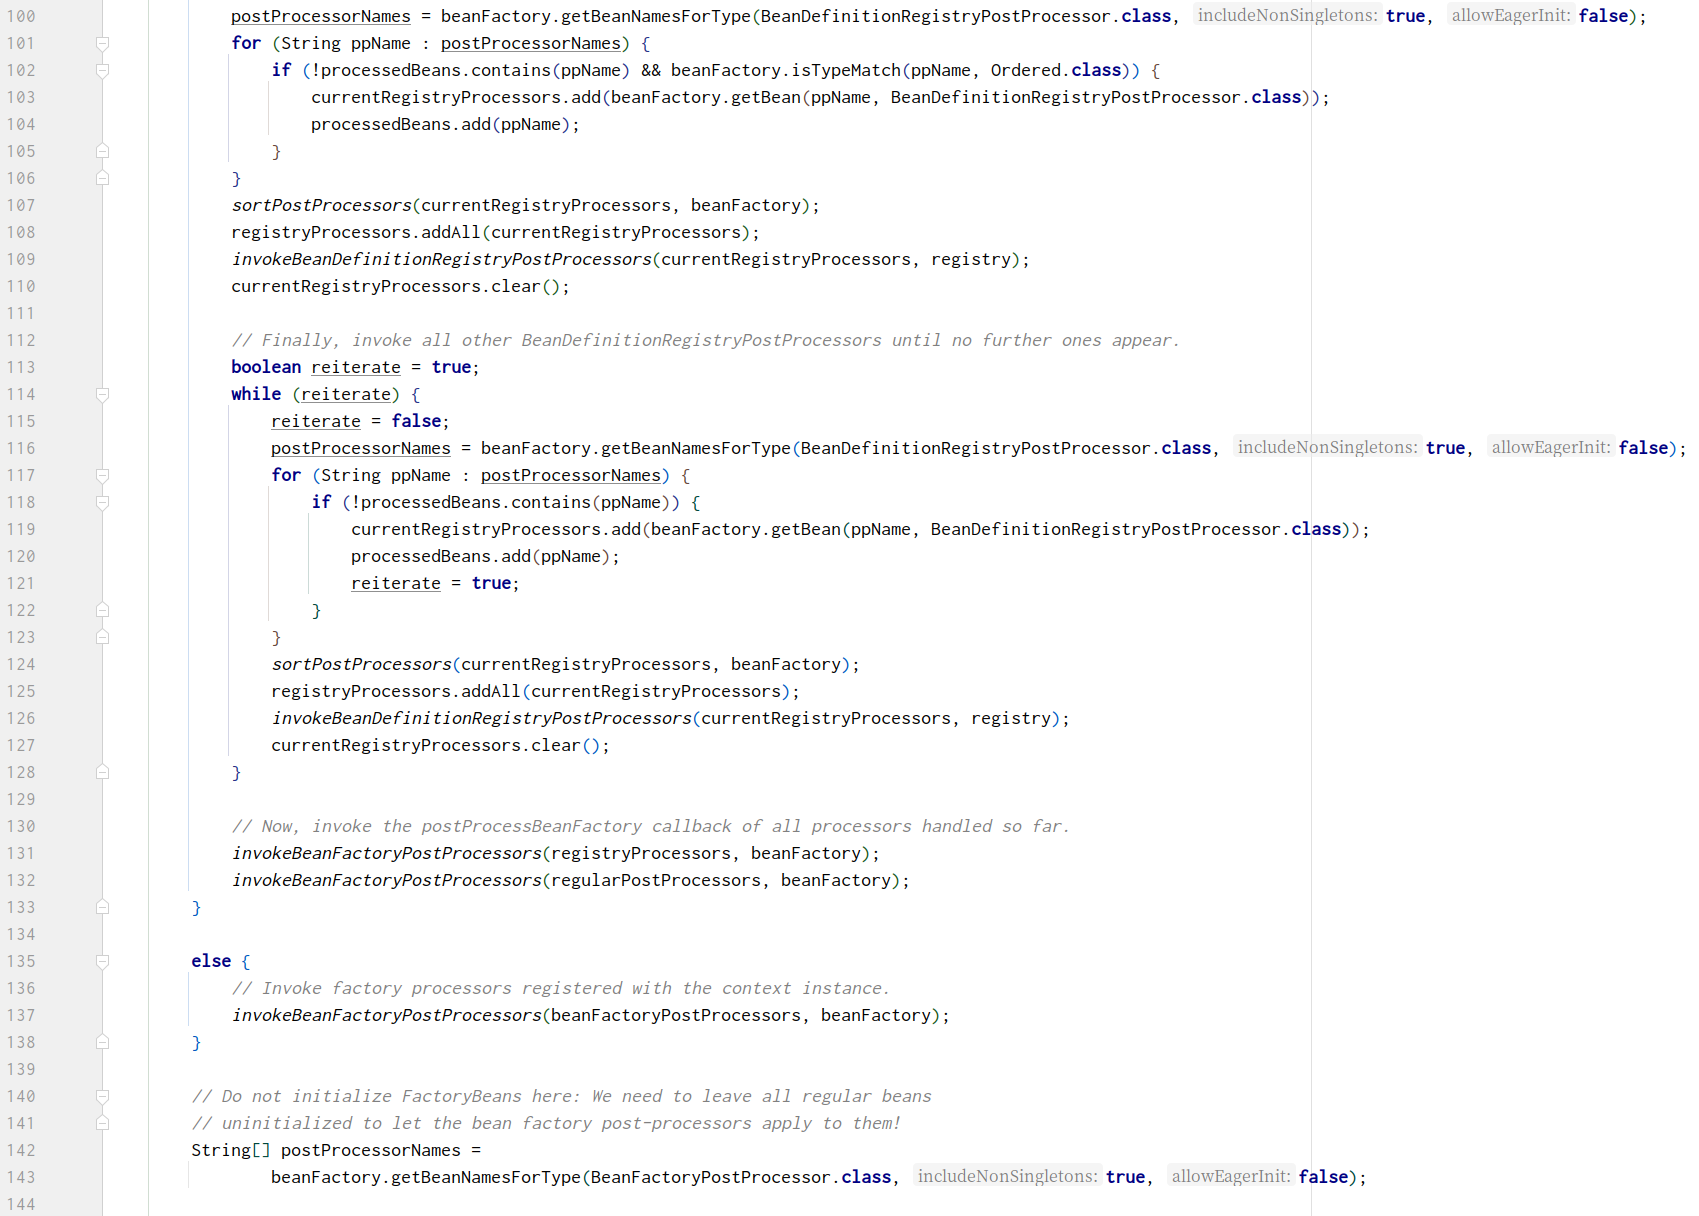 100 postProcessorNames = beanFactory.getBeanNamesForType(BeanDefinitionRegistryPostProcessor.class, includeNonSingletons: true, allowEagerInit: false);
101 for (String ppName : postProcessorNames) {
102 if (!processedBeans.contains(ppName) && beanFactory.isTypeMatch(ppName, Ordered.class)) {
103 currentRegistryProcessors.add(beanFactory.getBean(ppName, BeanDefinitionRegistryPostProcessor.class));
104 processedBeans.add(ppName);
105 }
106 }
107 sortPostProcessors(currentRegistryProcessors, beanFactory);
108 registryProcessors.addAll(currentRegistryProcessors);
109 invokeBeanDefinitionRegistryPostProcessors(currentRegistryProcessors, registry);
110 currentRegistryProcessors.clear();
111
112 // Finally, invoke all other BeanDefinitionRegistryPostProcessors until no further ones appear.
113 boolean reiterate = true;
114 while (reiterate) {
115 reiterate = false;
116 postProcessorNames = beanFactory.getBeanNamesForType(BeanDefinitionRegistryPostProcessor.class, includeNonSingletons: true, allowEagerInit: false);
117 for (String ppName : postProcessorNames) {
118 if (!processedBeans.contains(ppName)) {
119 currentRegistryProcessors.add(beanFactory.getBean(ppName, BeanDefinitionRegistryPostProcessor.class));
120 processedBeans.add(ppName);
121 reiterate = true;
122 }
123 }
124 sortPostProcessors(currentRegistryProcessors, beanFactory);
125 registryProcessors.addAll(currentRegistryProcessors);
126 invokeBeanDefinitionRegistryPostProcessors(currentRegistryProcessors, registry);
127 currentRegistryProcessors.clear();
128 }
129
130 // Now, invoke the postProcessBeanFactory callback of all processors handled so far.
131 invokeBeanFactoryPostProcessors(registryProcessors, beanFactory);
132 invokeBeanFactoryPostProcessors(regularPostProcessors, beanFactory);
133 }
134
135 else {
136 // Invoke factory processors registered with the context instance.
137 invokeBeanFactoryPostProcessors(beanFactoryPostProcessors, beanFactory);
138 }
139
140 // Do not initialize FactoryBeans here: We need to leave all regular beans
141 // uninitialized to let the bean factory post-processors apply to them!
142 String[] postProcessorNames =
143 beanFactory.getBeanNamesForType(BeanFactoryPostProcessor.class, includeNonSingletons: true, allowEagerInit: false);
144